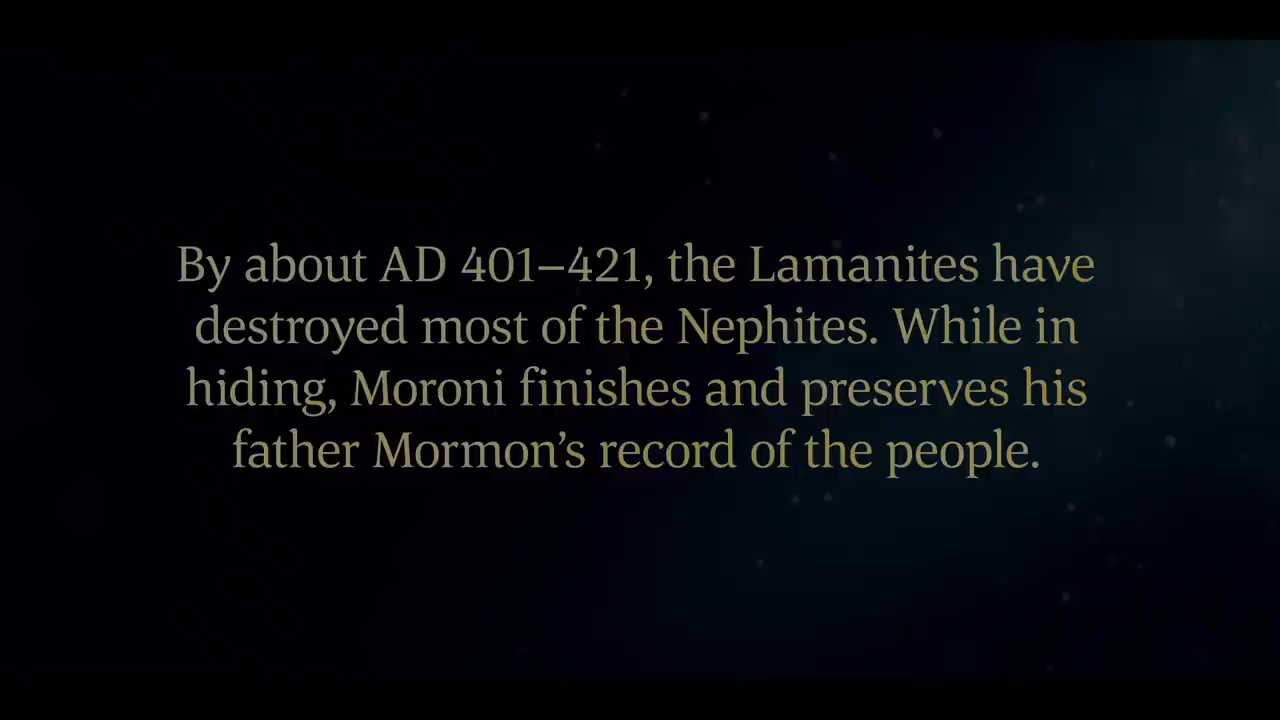 By about AD 401–421, the Lamanites have
destroyed most of the Nephites. While in
hiding, Moroni finishes and preserves his
father Mormon’s record of the people.